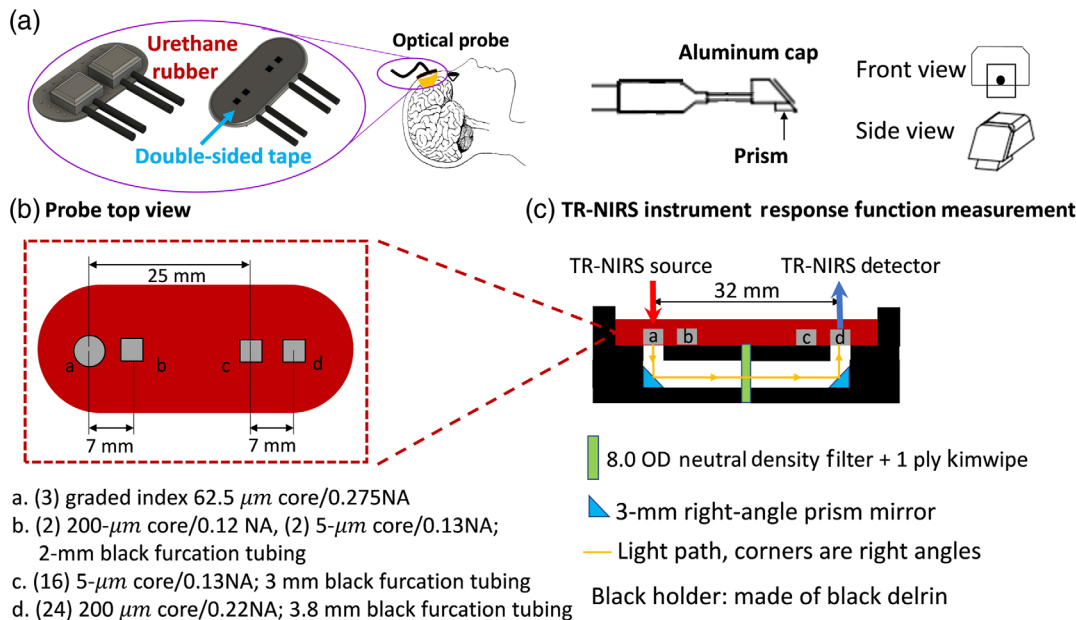 (a)
Urethane
rubber
Optical probe
Double-sided tape
Aluminum cap
Prism
Front view
Side view
(b) Probe top view
25 mm
a
b
c
d
7 mm
7 mm
a. (3) graded index 62.5 μm core/0.275NA
b. (2) 200-μm core/0.12 NA, (2) 5-μm core/0.13NA;
2-mm black furcation tubing
c. (16) 5-μm core/0.13NA; 3 mm black furcation tubing
d. (24) 200 μm core/0.22NA; 3.8 mm black furcation tubing
(c) TR-NIRS instrument response function measurement
TR-NIRS source
TR-NIRS detector
32 mm
a
b
c
d
8.0 OD neutral density filter + 1 ply kimwipe
3-mm right-angle prism mirror
Light path, corners are right angles
Black holder: made of black delrin